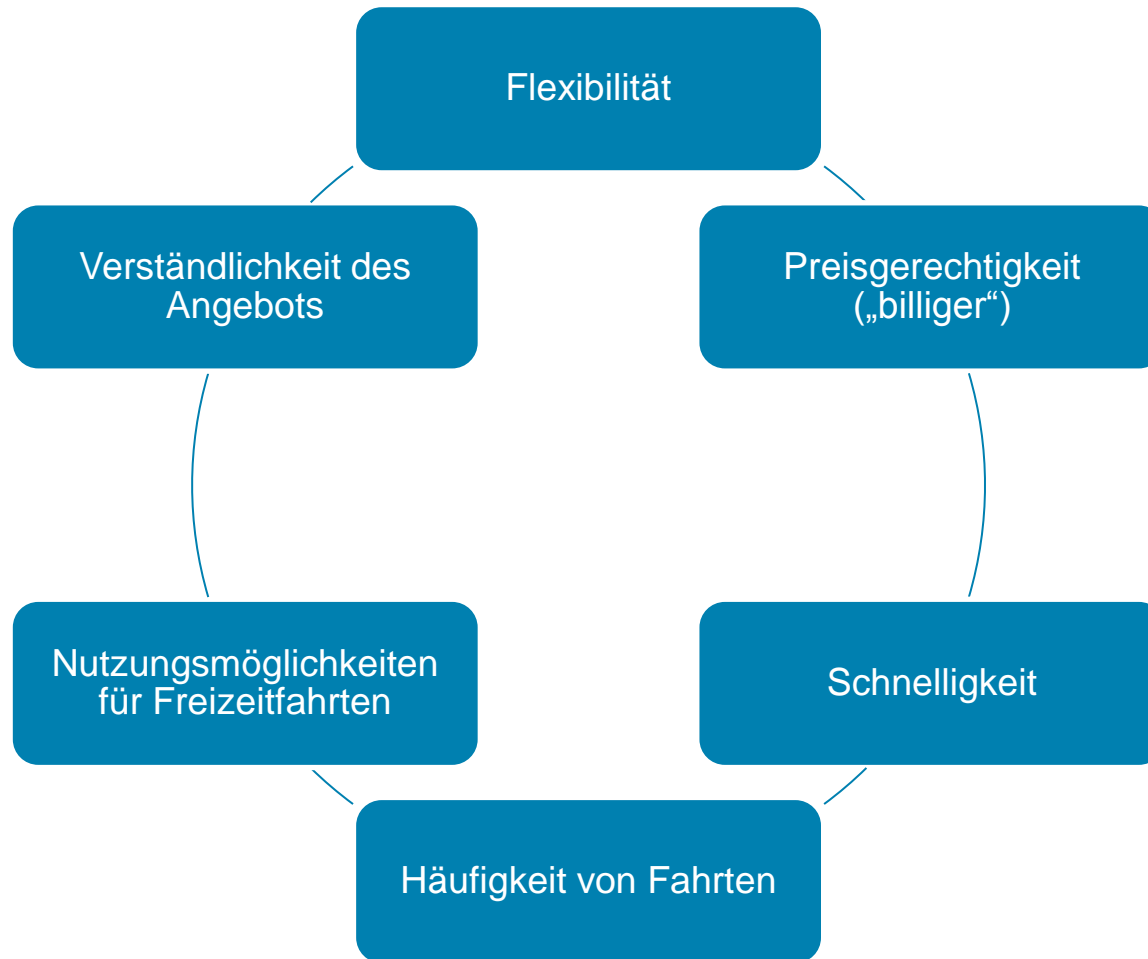 Flexibilität
Verständlichkeit des
Angebots
Preisgerechtigkeit
(„billiger“)
Nutzungsmöglichkeiten
für Freizeitfahrten
Schnelligkeit
Häufigkeit von Fahrten